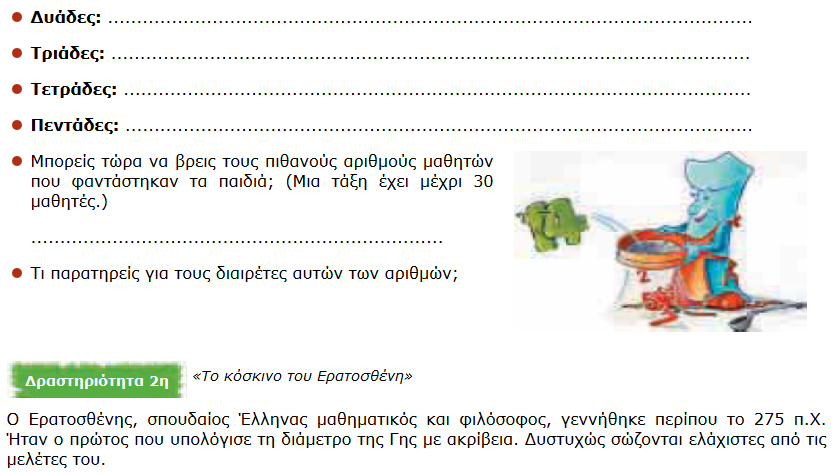 ● Δυάδες: ............................................................................................................
● Τριάδες: ...........................................................................................................
● Τετράδες: .........................................................................................................
● Πεντάδες: .........................................................................................................
● Μπορείς τώρα να βρεις τους πιθανούς αριθμούς μαθητών
που φαντάστηκαν τα παιδιά; (Μια τάξη έχει μέχρι 30
μαθητές.)
......................................................................
● Τι παρατηρείς για τους διαιρέτες αυτών των αριθμών;
Δραστηριότητα 2η «Το κόσκινο του Ερατοσθένη»
Ο Ερατοσθένης, σπουδαίος Έλληνας μαθηματικός και φιλόσοφος, γεννήθηκε περίπου το 275 π.Χ.
Ήταν ο πρώτος που υπολόγισε τη διάμετρο της Γης με ακρίβεια. Δυστυχώς σώζονται ελάχιστες από τις
μελέτες του.